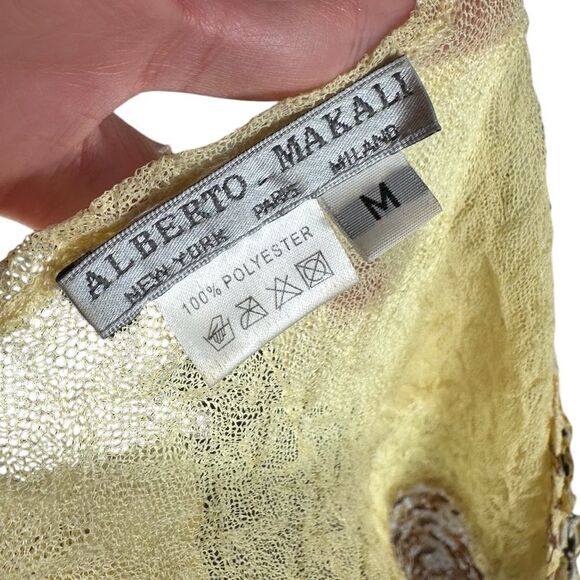 ALBERTO-MAKALI
NEW YORK PARIS MILANO
M
100% POLYESTER